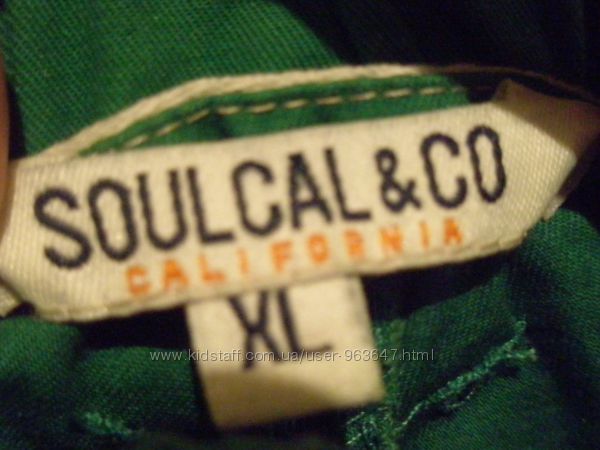 SOULCAL&CO
CALIFORNIA
XL
www.kidstaff.com.ua/user-963647.html